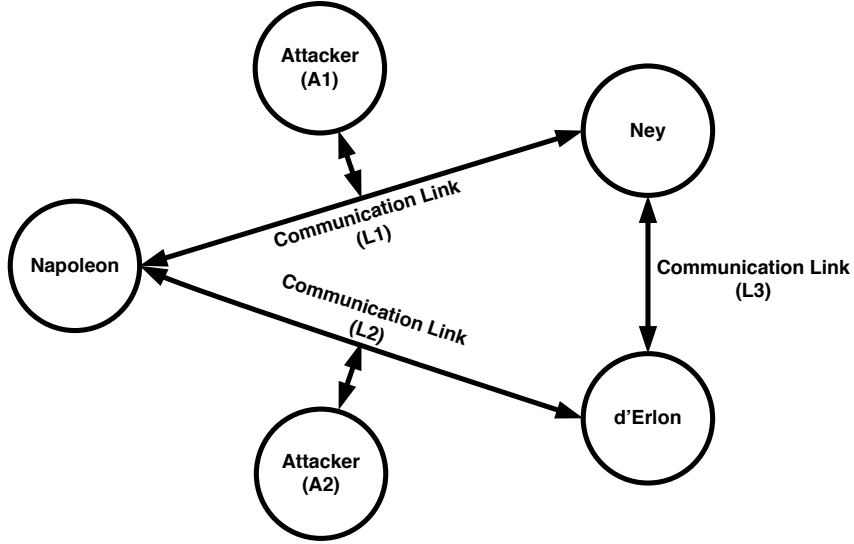 Attacker
(A1)
Ney
Communication Link
(L1)
Napoleon
Communication Link
(L3)
Communication Link
(L2)
d'Erlon
Attacker
(A2)